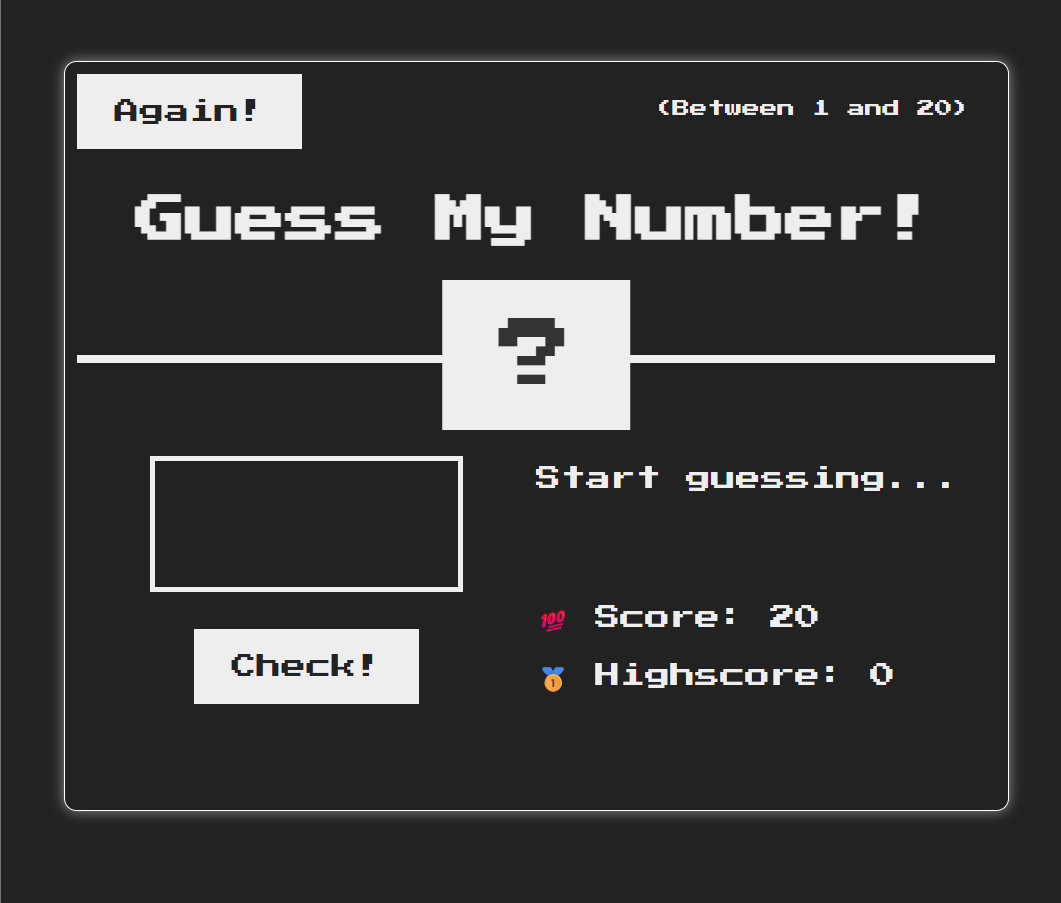 Again!
(Between 1 and 20)
Guess My Number!
?
Start guessing...
💯 Score: 20
Check!
🥇 Highscore: 0